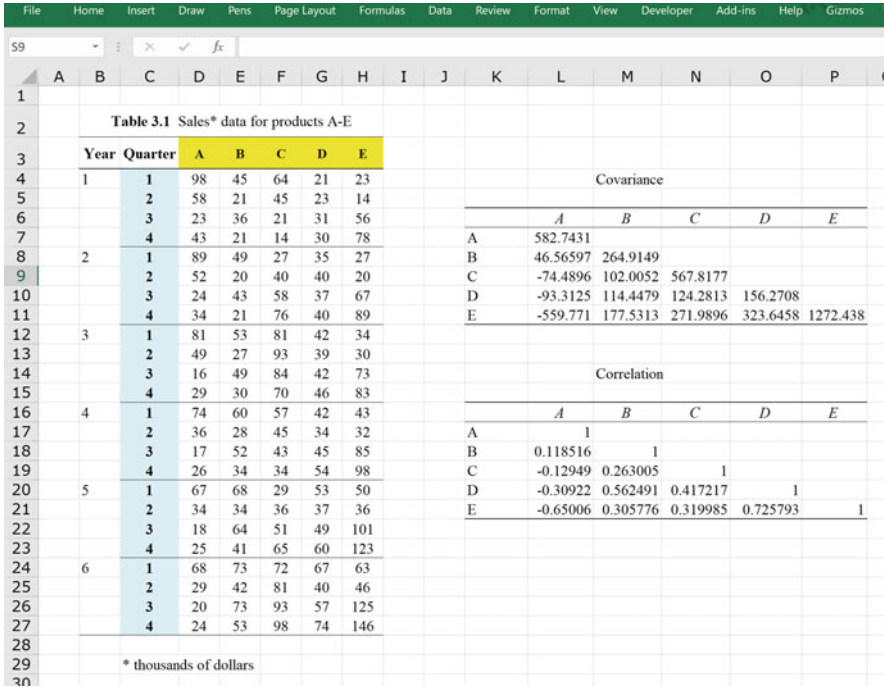 File Home Insert Draw Pens Page Layout Formulas Data Review Format View Developer Add-ins Help Gizmos
S9 fx
A B C D E F G H I J K L M N O P
1
2 Table 3.1 Sales* data for products A-E
3 Year Quarter A B C D E
4 1 1 98 45 64 21 23 Covariance
5 2 58 21 45 23 14
6 3 23 36 21 31 56 A B C D E
7 4 43 21 14 30 78 A 582.7431
8 2 1 89 49 27 35 27 B 46.56597 264.9149
9 2 52 20 40 40 20 C -74.4896 102.0052 567.8177
10 3 24 43 58 37 67 D -93.3125 114.4479 124.2813 156.2708
11 4 34 21 76 40 89 E -559.771 177.5313 271.9896 323.6458 1272.438
12 3 1 81 53 81 42 34
13 2 49 27 93 39 30
14 3 16 49 84 42 73 Correlation
15 4 29 30 70 46 83
16 4 1 74 60 57 42 43 A B C D E
17 2 36 28 45 34 32 A 1
18 3 17 52 43 45 85 B 0.118516 1
19 4 26 34 34 54 98 C -0.12949 0.263005 1
20 5 1 67 68 29 53 50 D -0.30922 0.562491 0.417217 1
21 2 34 34 36 37 36 E -0.65006 0.305776 0.319985 0.725793 1
22 3 18 64 51 49 101
23 4 25 41 65 60 123
24 6 1 68 73 72 67 63
25 2 29 42 81 40 46
26 3 20 73 93 57 125
27 4 24 53 98 74 146
28
29 * thousands of dollars
30